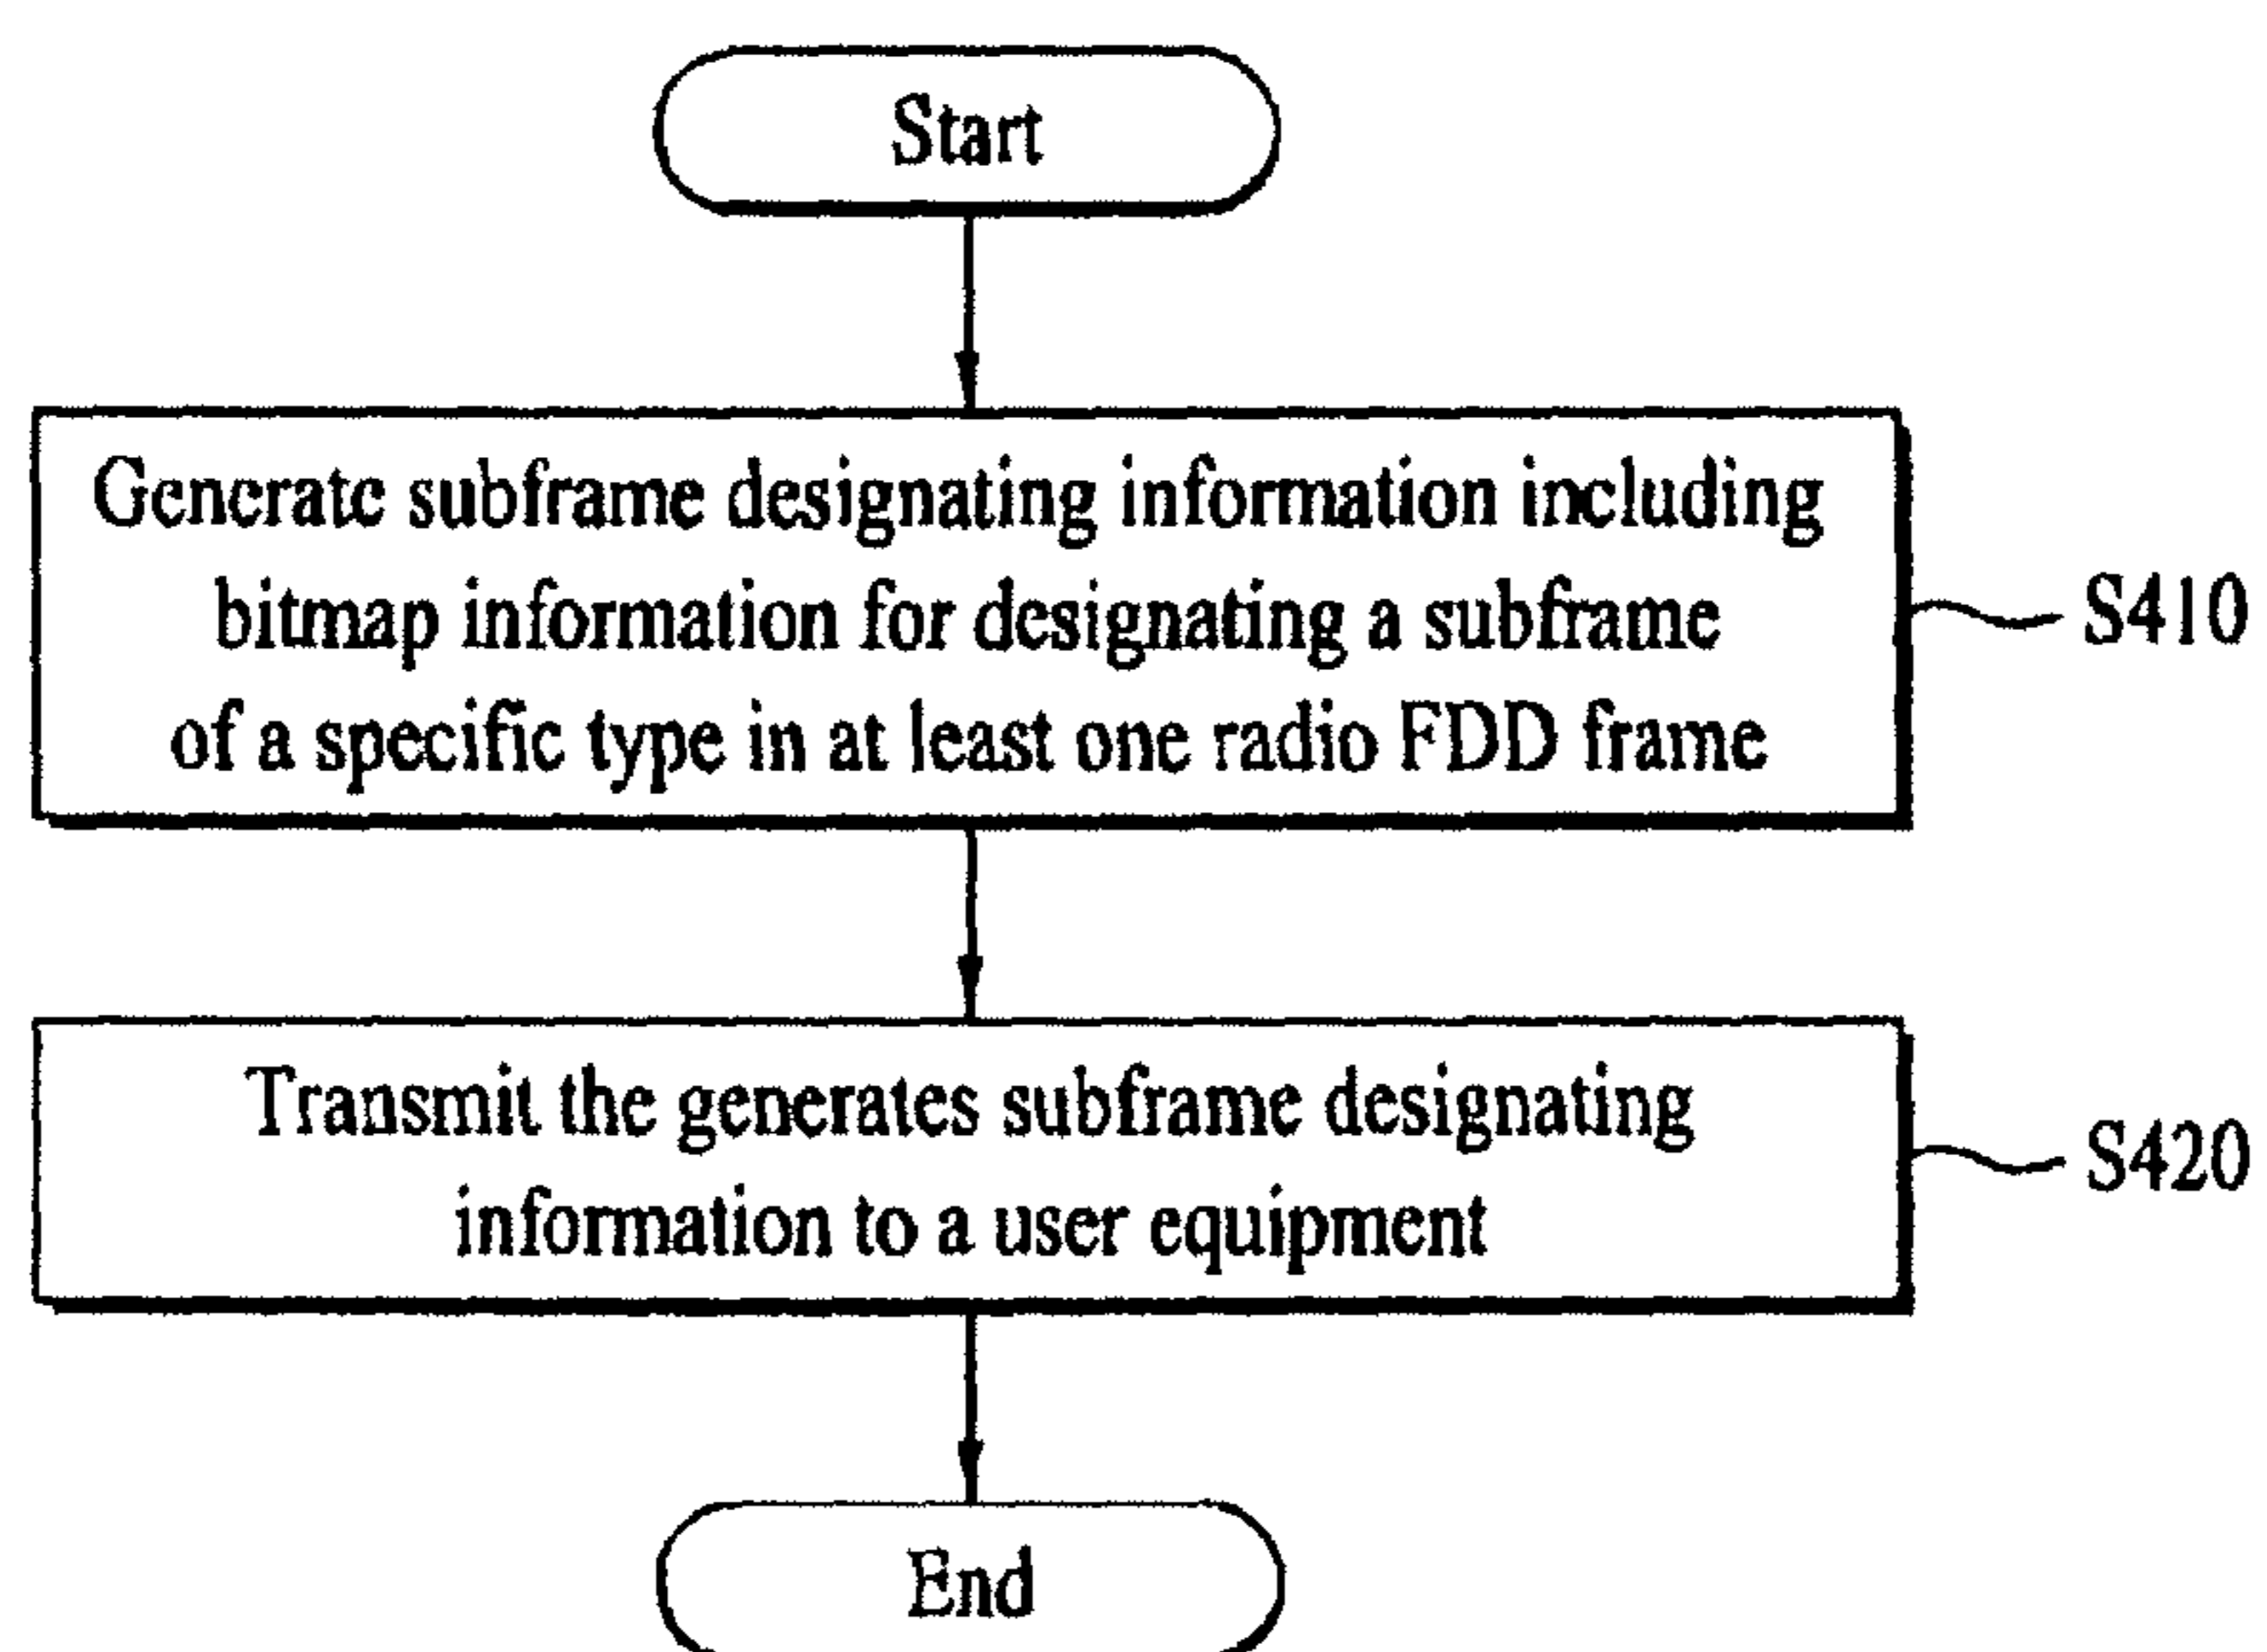 Start
Generate subframe designating information including
bitmap information for designating a subframe
of a specific type in at least one radio FDD frame
S410
Transmit the generates subframe designating
information to a user equipment
S420
End